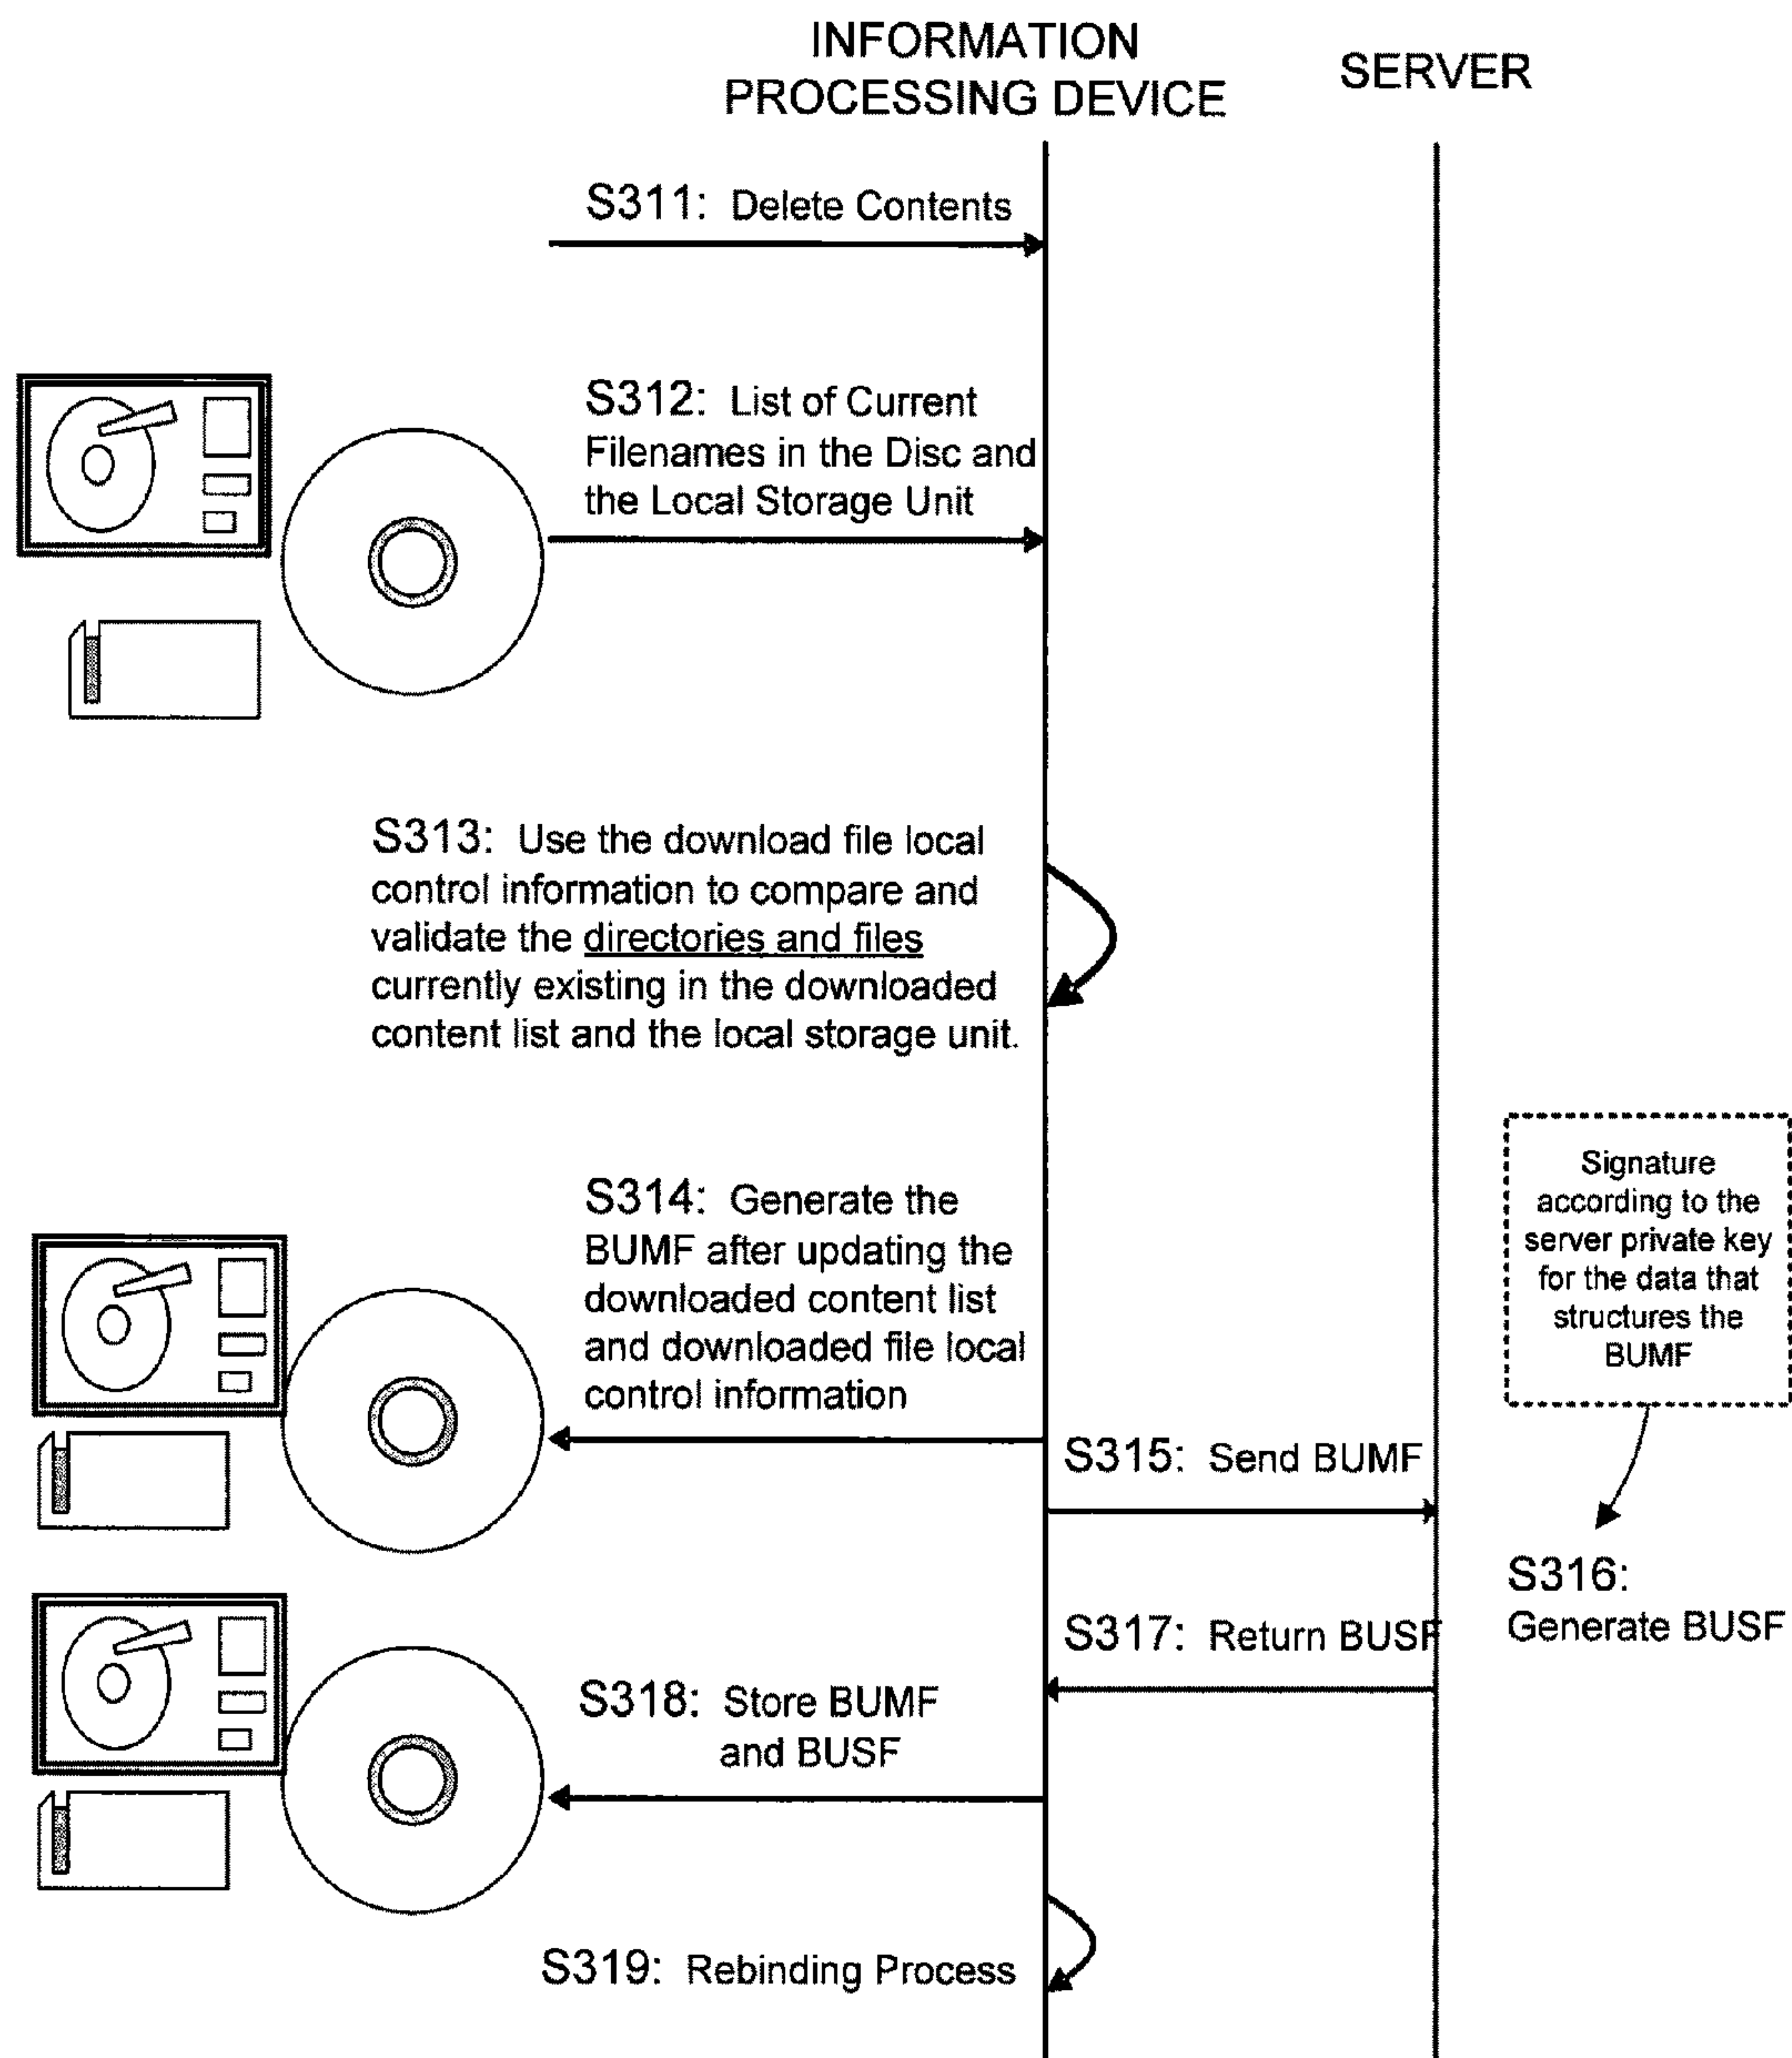 INFORMATION
PROCESSING DEVICE
SERVER
S311: Delete Contents
S312: List of Current
Filenames in the Disc and
the Local Storage Unit
S313: Use the download file local
control information to compare and
validate the directories and files
currently existing in the downloaded
content list and the local storage unit.
Signature
according to the
server private key
for the data that
structures the
BUMF
S314: Generate the
BUMF after updating the
downloaded content list
and downloaded file local
control information
S315: Send BUMF
S316:
Generate BUSF
S317: Return BUSF
S318: Store BUMF
and BUSF
S319: Rebinding Process